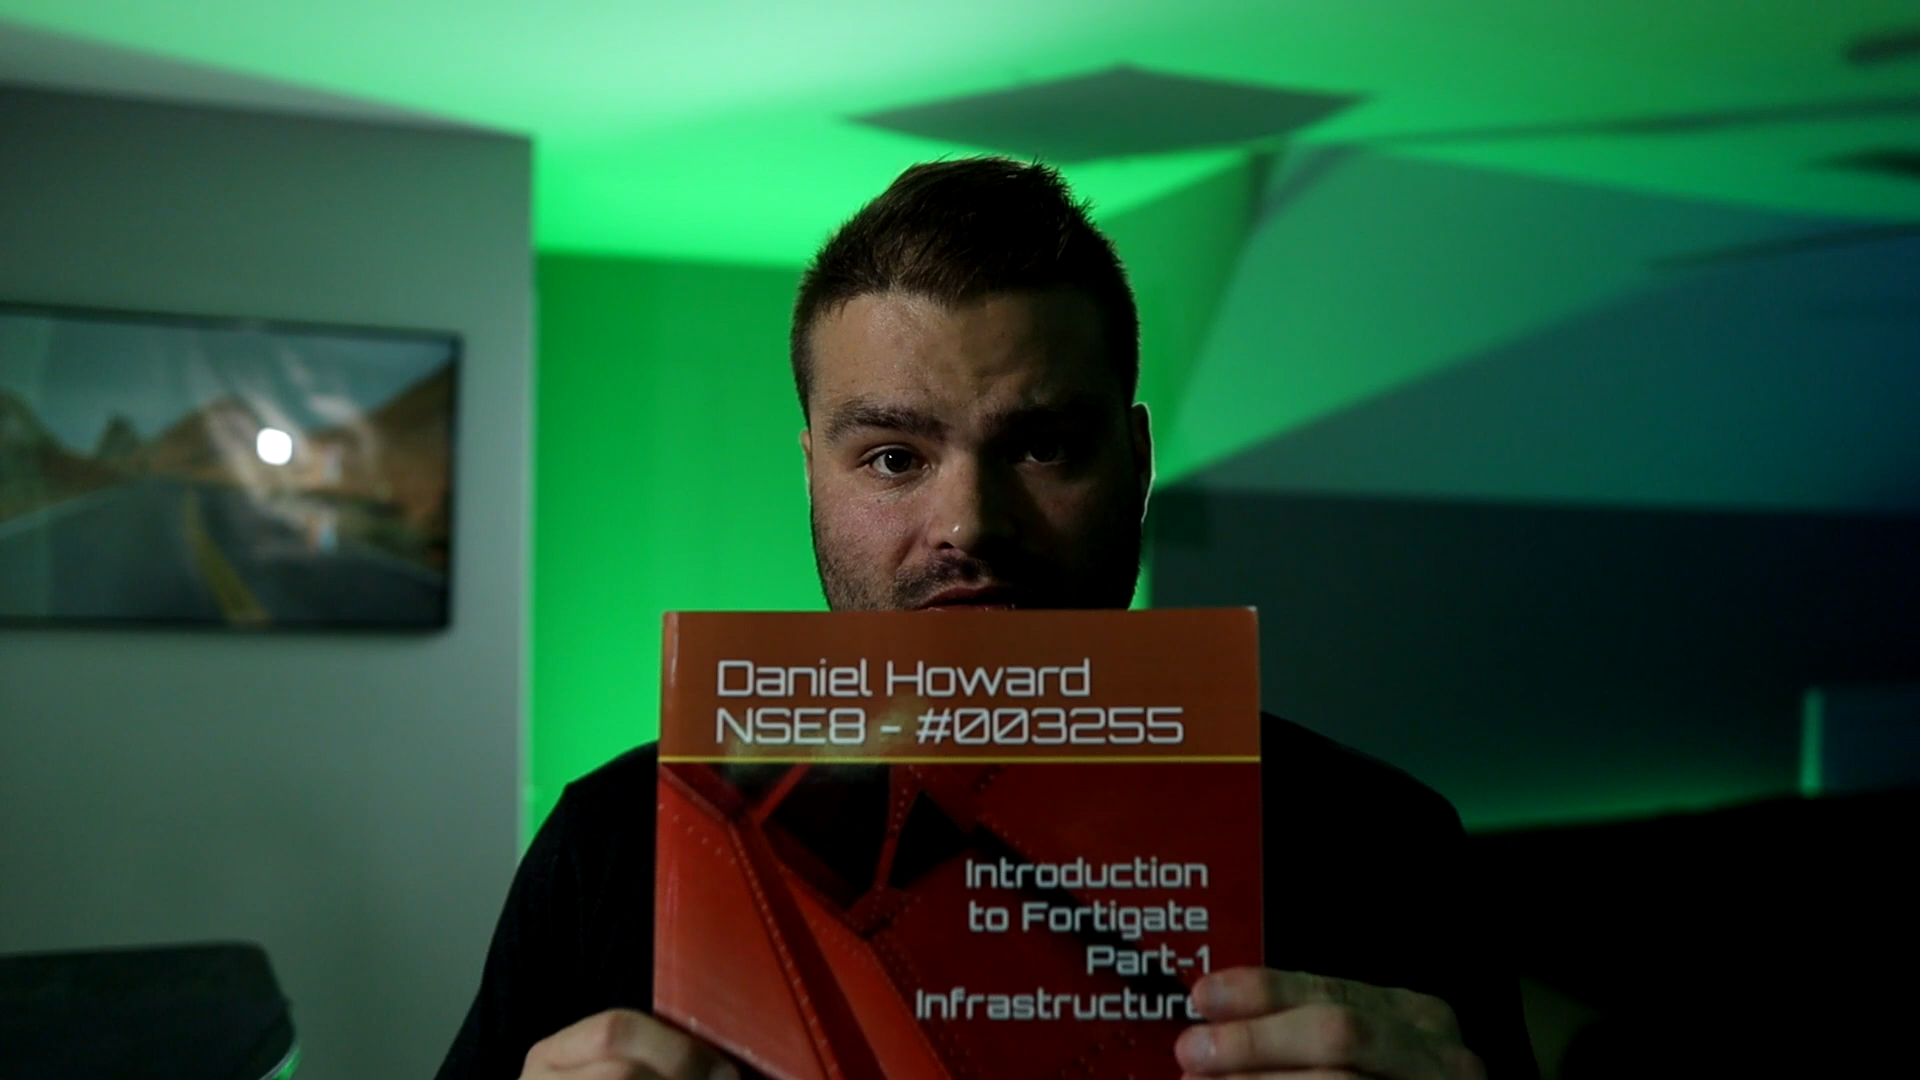 Daniel Howard
NSE8 - #003255
Introduction
to Fortigate
Part-1
Infrastructure